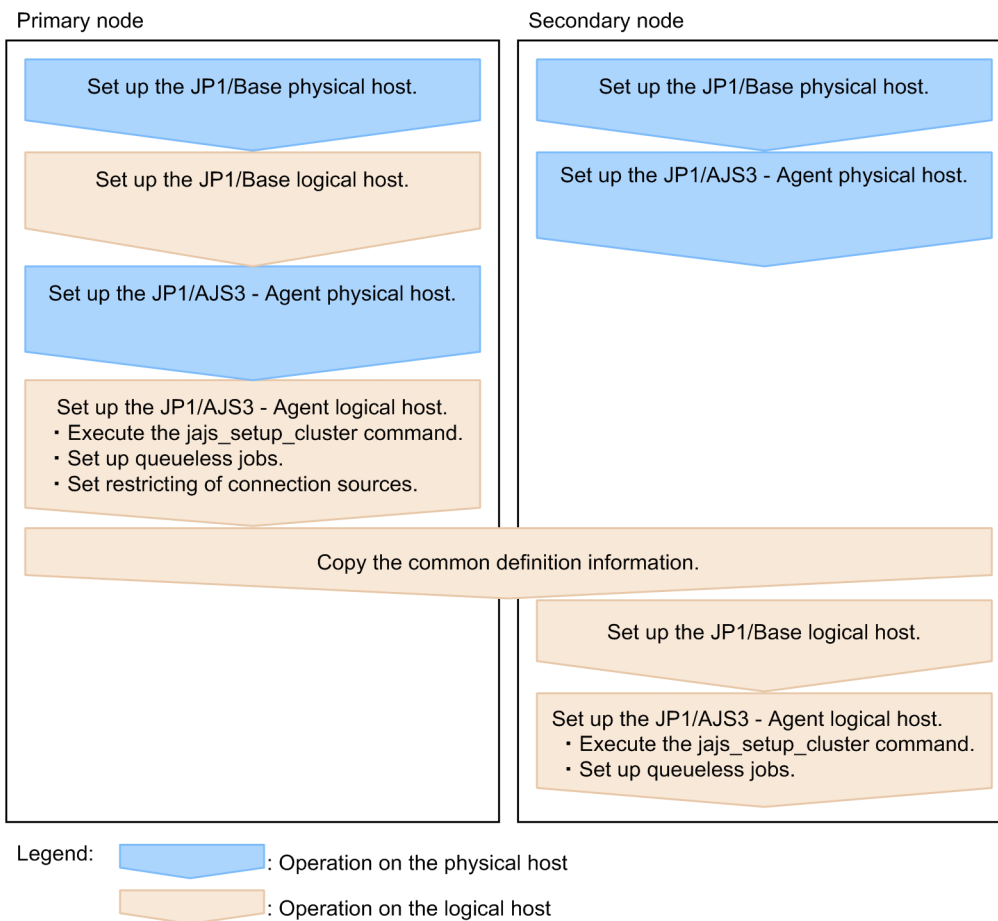 Primary node
Set up the JP1/Base physical host.
Set up the JP1/Base logical host.
Set up the JP1/AJS3 - Agent physical host.
Set up the JP1/AJS3 - Agent logical host.
・Execute the jajs_setup_cluster command.
・Set up queueless jobs.
・Set restricting of connection sources.
Secondary node
Set up the JP1/Base physical host.
Set up the JP1/AJS3 - Agent physical host.
Copy the common definition information.
Set up the JP1/Base logical host.
Set up the JP1/AJS3 - Agent logical host.
・Execute the jajs_setup_cluster command.
・Set up queueless jobs.
Legend:
: Operation on the physical host
: Operation on the logical host